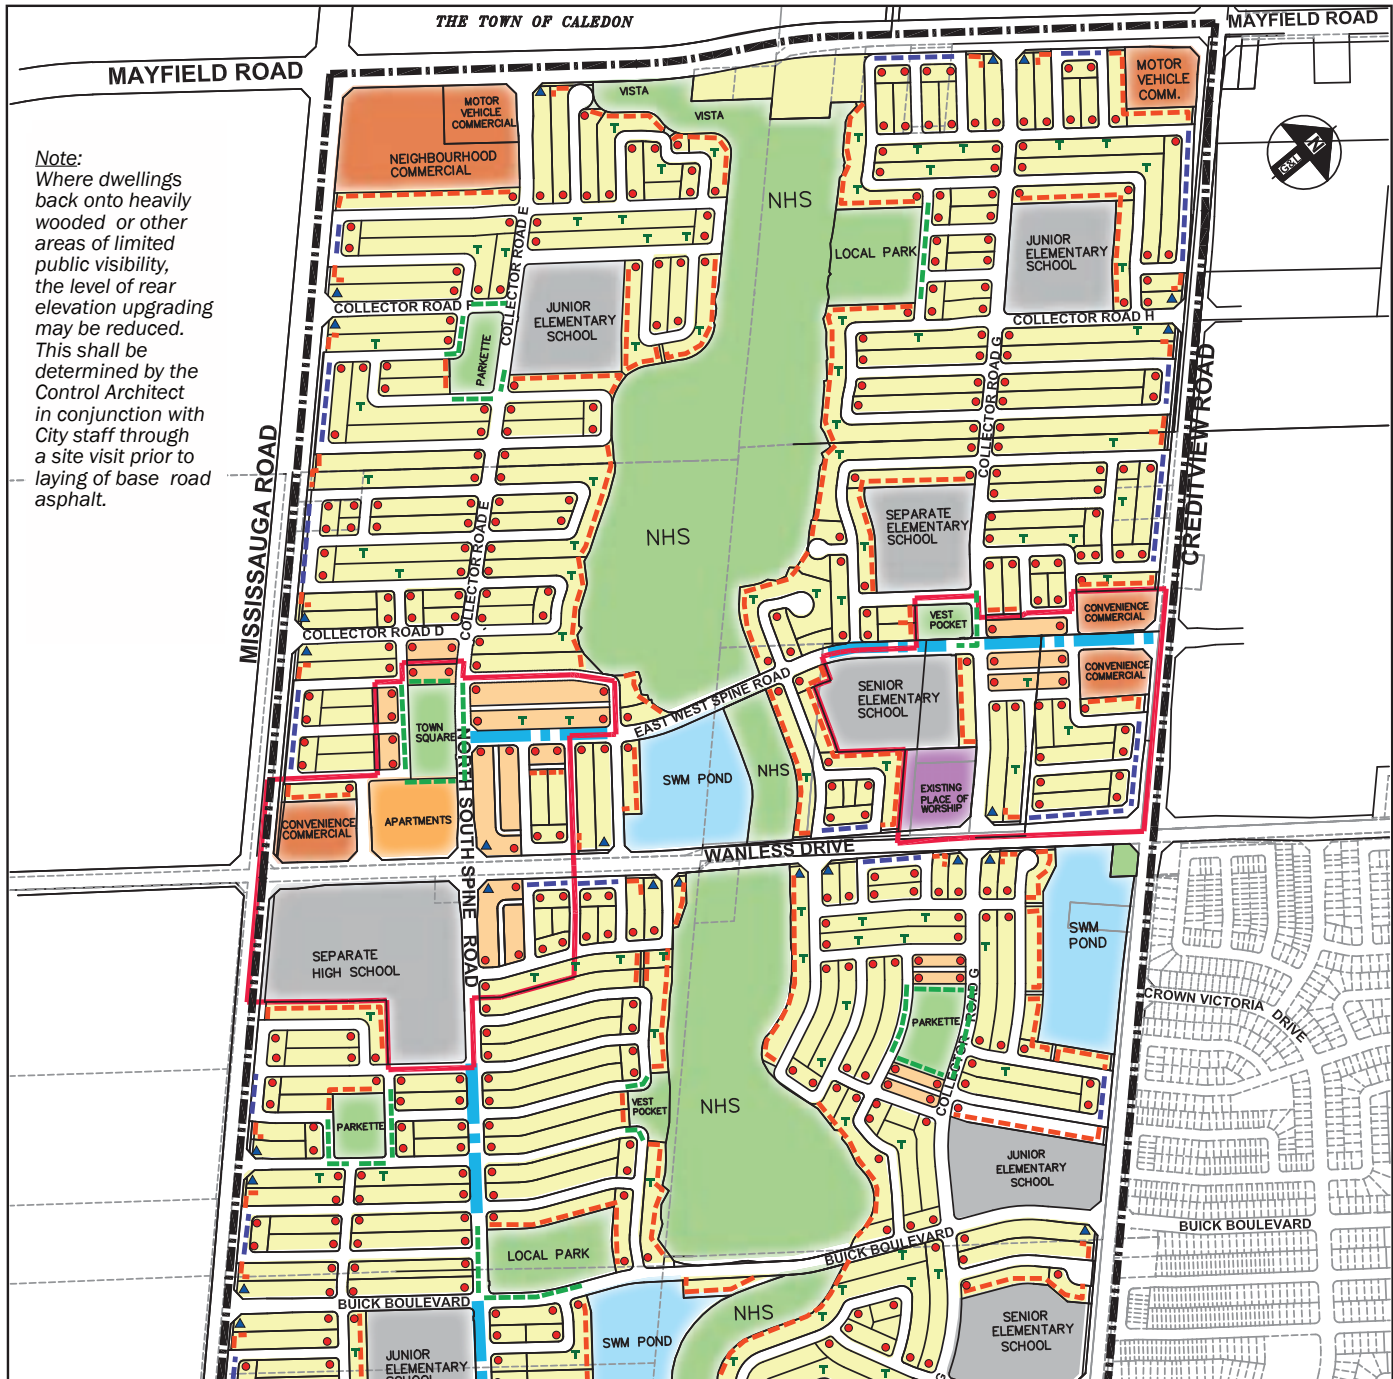 THE TOWN OF CALEDON
MAYFIELD ROAD
MAYFIELD ROAD
Note:
Where dwellings
back onto heavily
wooded or other
areas of limited
public visibility,
the level of rear
elevation upgrading
may be reduced.
This shall be
determined by the
Control Architect
in conjunction with
City staff through
a site visit prior to
laying of base road
asphalt.
MOTOR
VEHICLE
COMMERCIAL
NEIGHBOURHOOD
COMMERCIAL
VISTA
VISTA
MOTOR
VEHICLE
COMM.
N
G&L
NHS
LOCAL PARK
JUNIOR
ELEMENTARY
SCHOOL
COLLECTOR ROAD E
JUNIOR
ELEMENTARY
SCHOOL
COLLECTOR ROAD F
PARKETTE
COLLECTOR ROAD H
COLLECTOR ROAD G
CREDITVIEW ROAD
MISSISSAUGA ROAD
NHS
SEPARATE
ELEMENTARY
SCHOOL
COLLECTOR ROAD E
COLLECTOR ROAD D
VEST
POCKET
CONVENIENCE
COMMERCIAL
CONVENIENCE
COMMERCIAL
SENIOR
ELEMENTARY
SCHOOL
EAST WEST SPINE ROAD
TOWN
SQUARE
NORTH SOUTH SPINE ROAD
SWM POND
NHS
EXISTING
PLACE OF
WORSHIP
CONVENIENCE
COMMERCIAL
APARTMENTS
WANLESS DRIVE
SEPARATE
HIGH SCHOOL
SWM
POND
COLLECTOR ROAD G
PARKETTE
CROWN VICTORIA DRIVE
NHS
VEST
POCKET
PARKETTE
JUNIOR
ELEMENTARY
SCHOOL
BUICK BOULEVARD
BUICK BOULEVARD
LOCAL PARK
BUICK BOULEVARD
NHS
SWM POND
SENIOR
ELEMENTARY
SCHOOL
JUNIOR
ELEMENTARY
SCHOOL
G